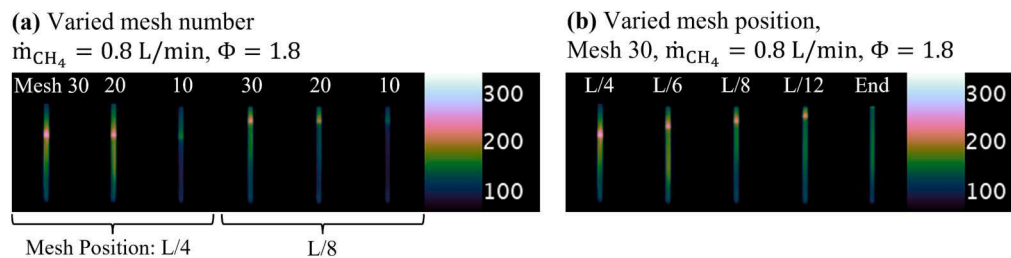 (a) Varied mesh number
ṁ_CH₄ = 0.8 L/min, Φ = 1.8
Mesh 30 20 10 30 20 10
300
200
100
Mesh Position: L/4 L/8
(b) Varied mesh position,
Mesh 30, ṁ_CH₄ = 0.8 L/min, Φ = 1.8
L/4 L/6 L/8 L/12 End
300
200
100